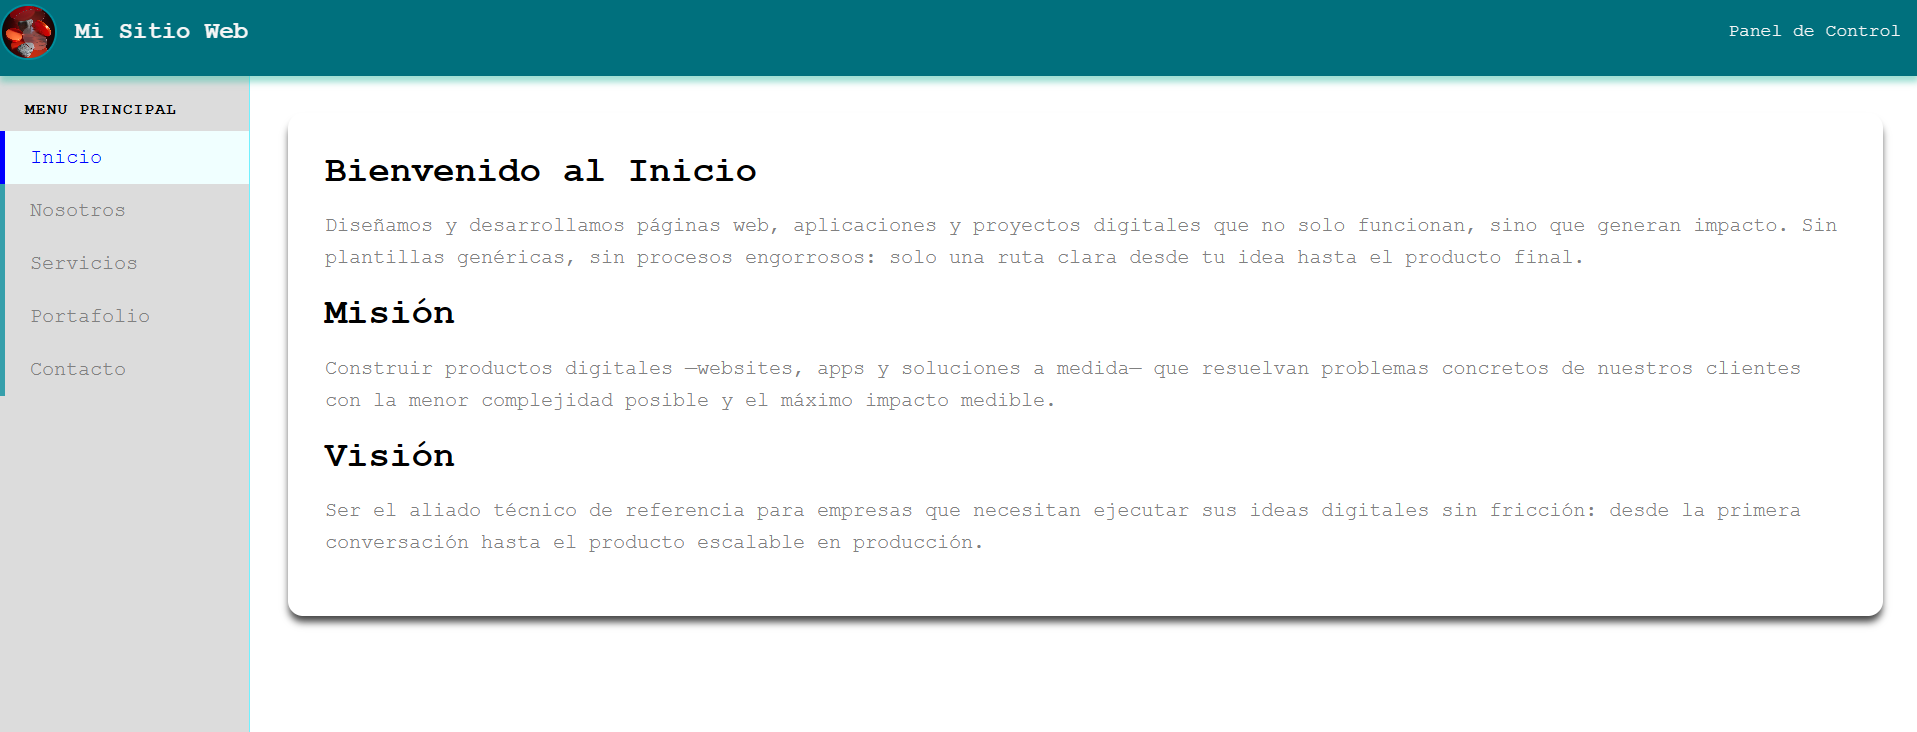 Mi Sitio Web
Panel de Control
MENU PRINCIPAL
Inicio
Nosotros
Servicios
Portafolio
Contacto
Bienvenido al Inicio
Diseñamos y desarrollamos páginas web, aplicaciones y proyectos digitales que no solo funcionan, sino que generan impacto. Sin
plantillas genéricas, sin procesos engorrosos: solo una ruta clara desde tu idea hasta el producto final.
Misión
Construir productos digitales —websites, apps y soluciones a medida— que resuelvan problemas concretos de nuestros clientes
con la menor complejidad posible y el máximo impacto medible.
Visión
Ser el aliado técnico de referencia para empresas que necesitan ejecutar sus ideas digitales sin fricción: desde la primera
conversación hasta el producto escalable en producción.